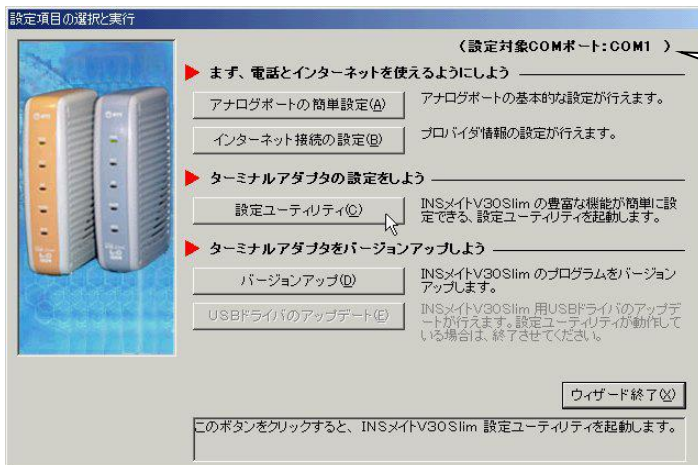 設定項目の選択と実行
(設定対象COMポート:COM1 )
まず、電話とインターネットを使えるようにしよう
アナログポートの簡単設定(A)
アナログポートの基本的な設定が行えます。
インターネット接続の設定(B)
プロバイダ情報の設定が行えます。
ターミナルアダプタの設定をしよう
設定ユーティリティ(C)
INSメイトV30Slim の豊富な機能が簡単に設
定できる、設定ユーティリティを起動します。
ターミナルアダプタをバージョンアップしよう
バージョンアップ(D)
INSメイトV30Slim のプログラムをバージョン
アップします。
USBドライバのアップデート(E)
INSメイトV30Slim 用USBドライバのアップデ
ートが行えます。設定ユーティリティが動作して
いる場合は、終了させてください。
ウィザード終了(X)
このボタンをクリックすると、INSメイトV30Slim 設定ユーティリティを起動します。